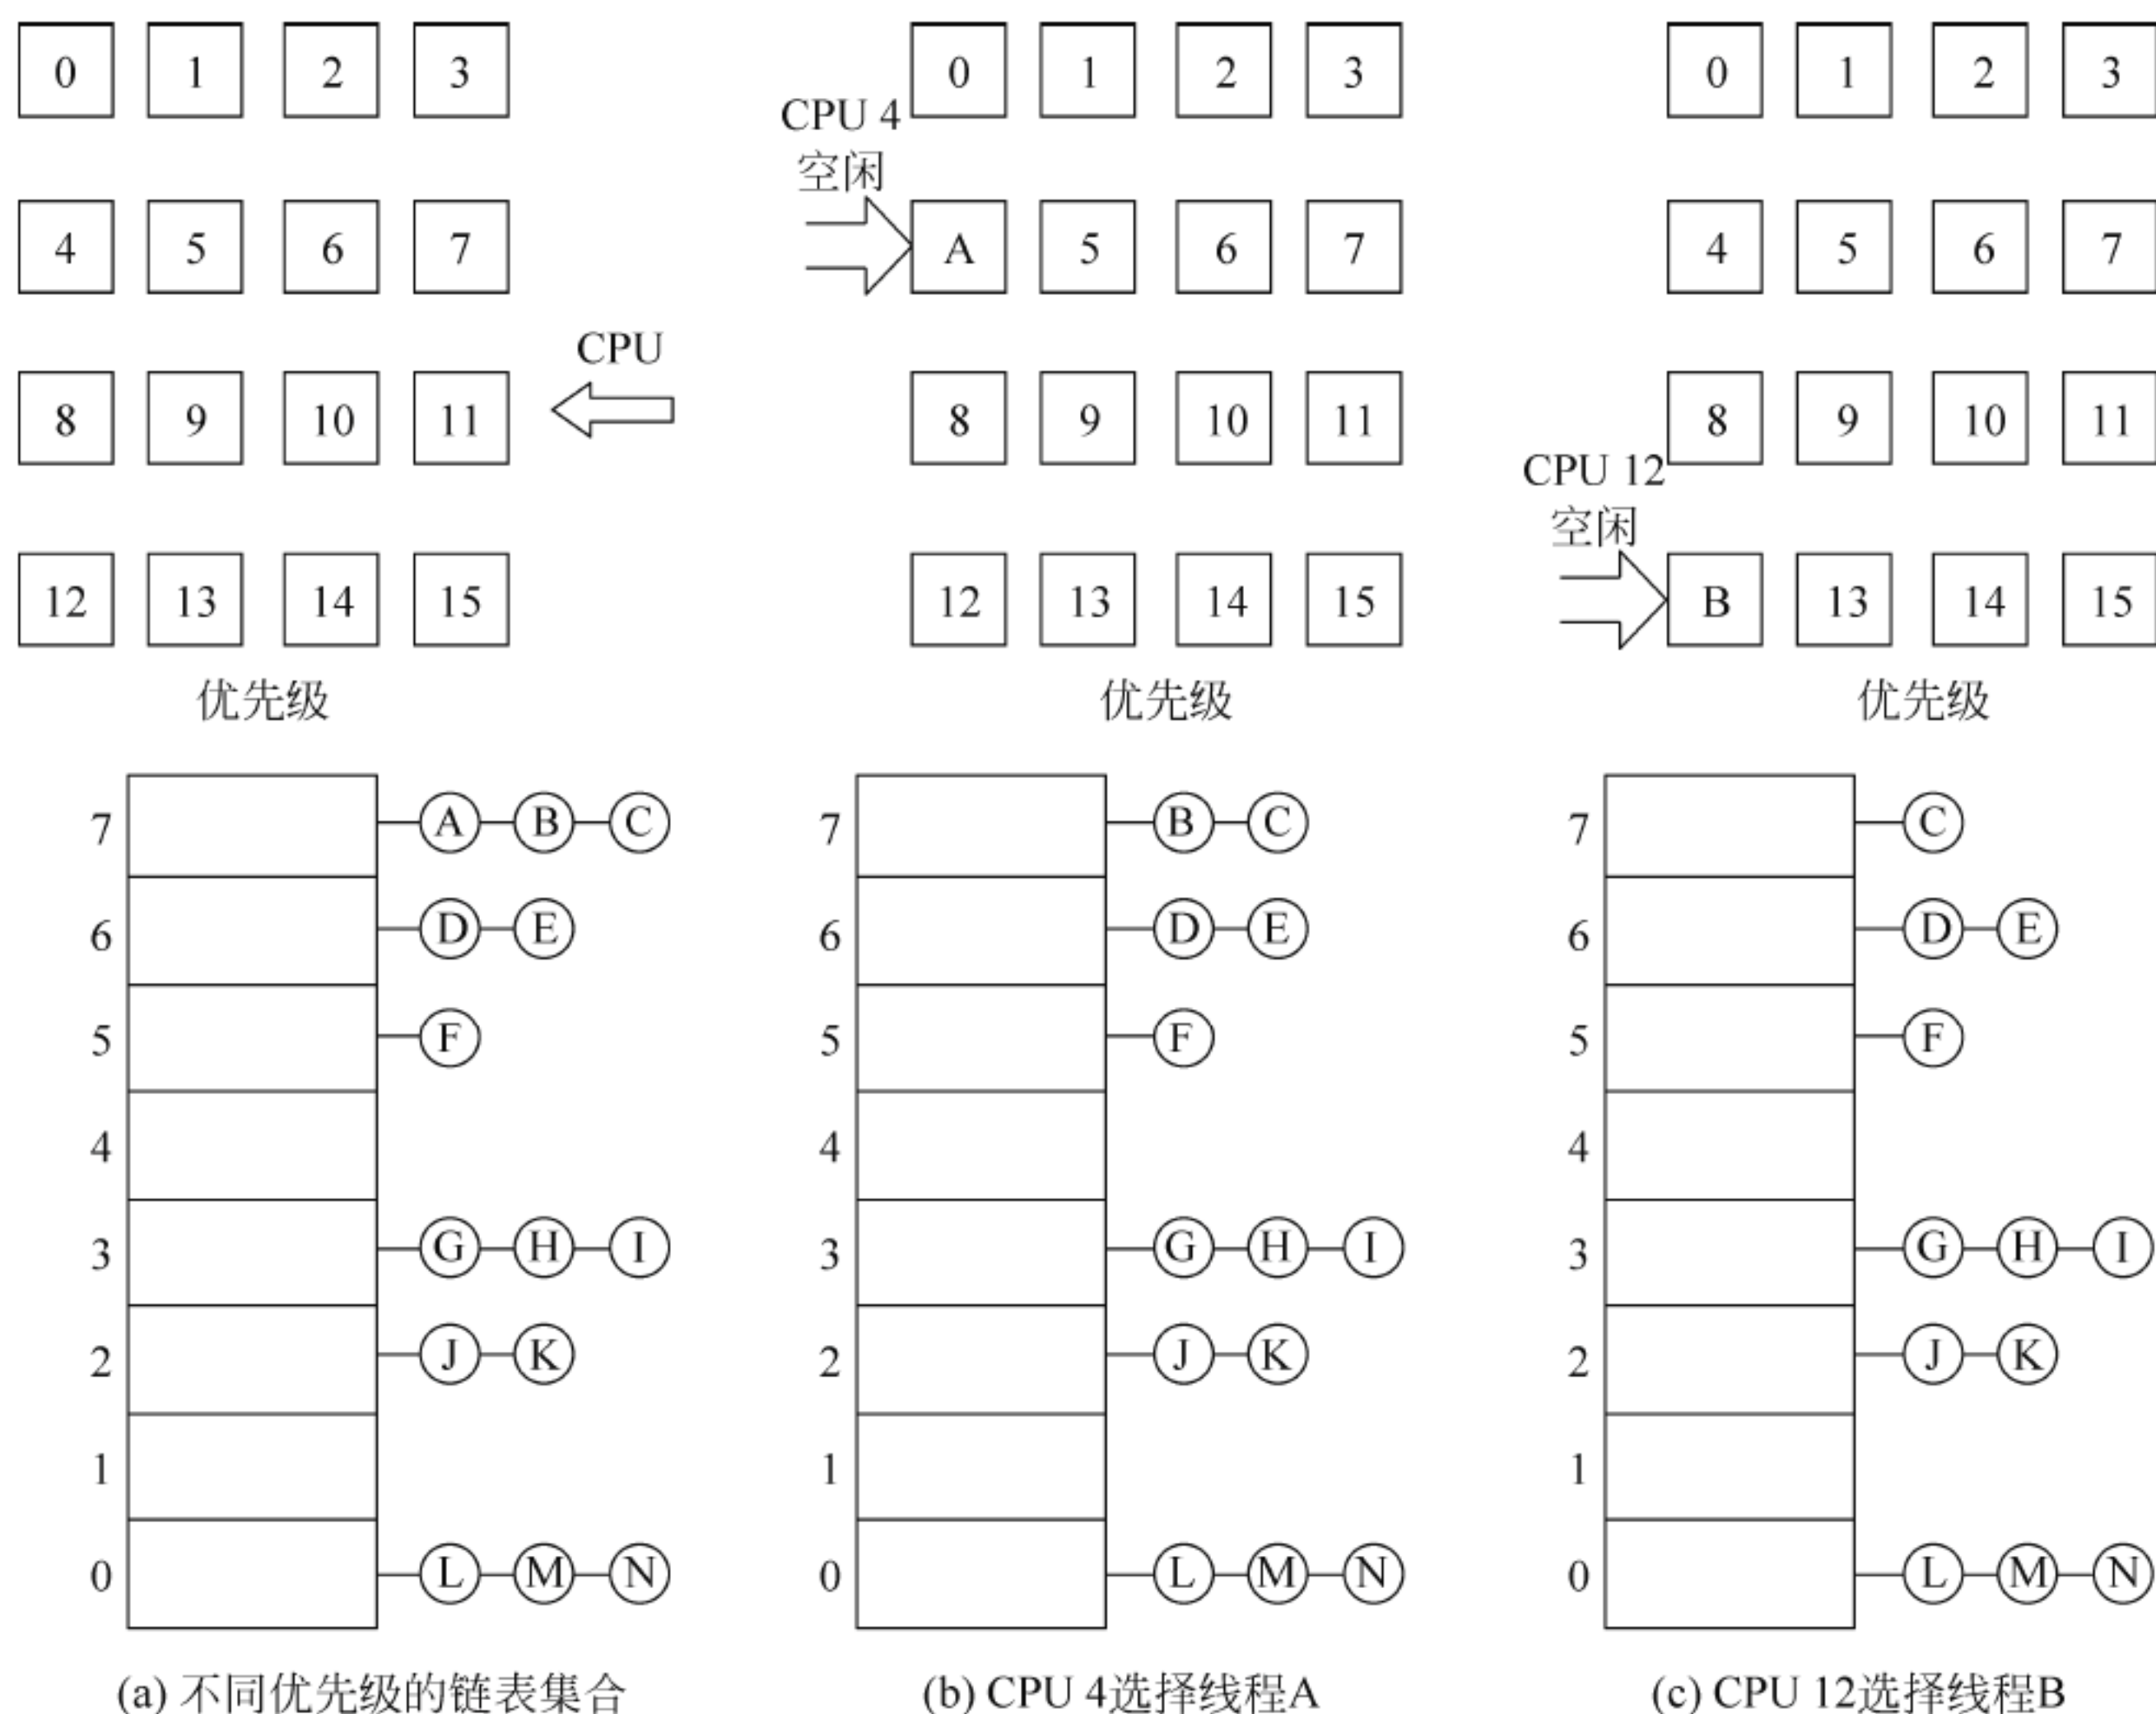 0 1 2 3
4 5 6 7
CPU
8 9 10 11
12 13 14 15
优先级
7 A B C
6 D E
5 F
4
3 G H I
2 J K
1
0 L M N
(a) 不同优先级的链表集合
0 1 2 3
CPU 4
空闲
A 5 6 7
8 9 10 11
12 13 14 15
优先级
7 B C
6 D E
5 F
4
3 G H I
2 J K
1
0 L M N
(b) CPU 4选择线程A
0 1 2 3
4 5 6 7
8 9 10 11
CPU 12
空闲
B 13 14 15
优先级
7 C
6 D E
5 F
4
3 G H I
2 J K
1
0 L M N
(c) CPU 12选择线程B